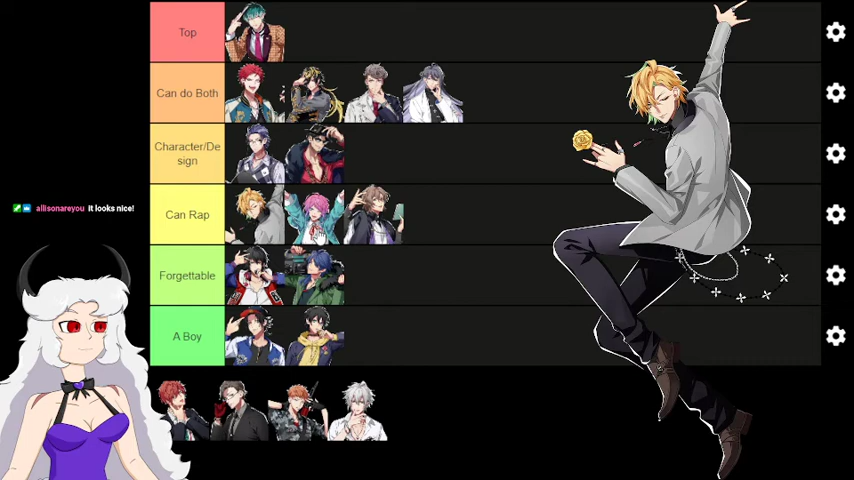 Top
Can do Both
Character/De
sign
allisonareyou It looks nice!
Can Rap
Forgettable
A Boy